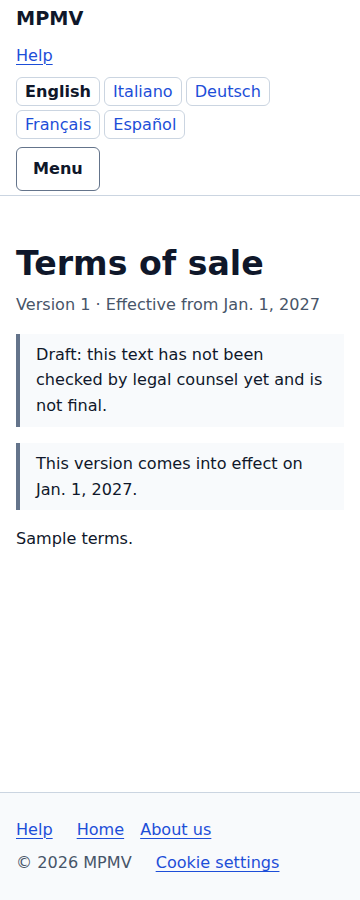 MPMV
Help
English Italiano Deutsch
Français Español
Menu
Terms of sale
Version 1 · Effective from Jan. 1, 2027
Draft: this text has not been
checked by legal counsel yet and is
not final.
This version comes into effect on
Jan. 1, 2027.
Sample terms.
Help Home About us
© 2026 MPMV Cookie settings